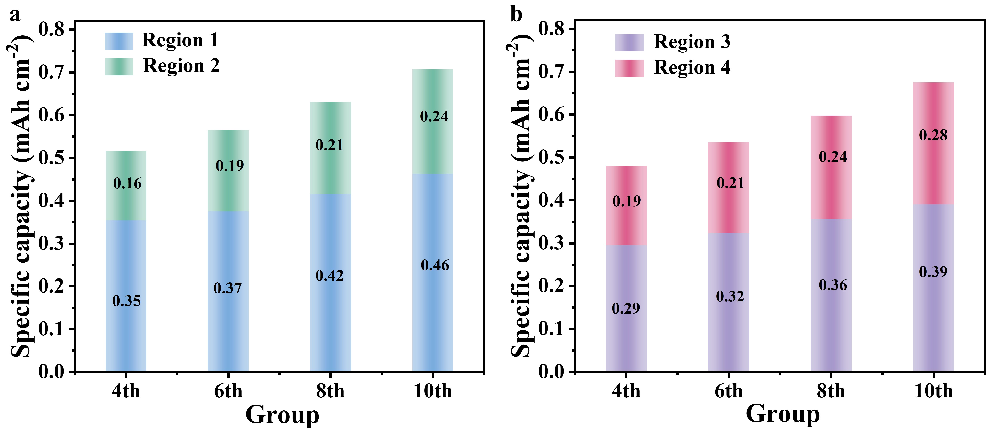 a
Specific capacity (mAh cm-2)
0.8
0.7
0.6
0.5
0.4
0.3
0.2
0.1
0.0
Region 1
Region 2
0.16
0.19
0.21
0.24
0.35
0.37
0.42
0.46
4th 6th 8th 10th
Group
b
Specific capacity (mAh cm-2)
0.8
0.7
0.6
0.5
0.4
0.3
0.2
0.1
0.0
Region 3
Region 4
0.19
0.21
0.24
0.28
0.29
0.32
0.36
0.39
4th 6th 8th 10th
Group